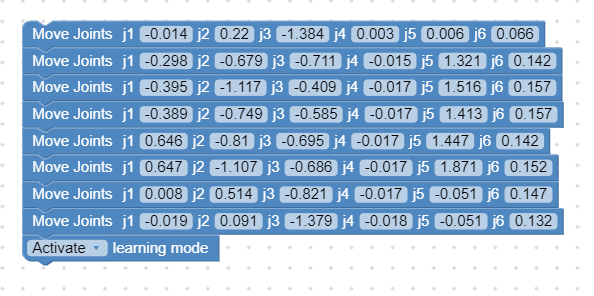 Move Joints j1 -0.014 j2 0.22 j3 -1.384 j4 0.003 j5 0.006 j6 0.066
Move Joints j1 -0.298 j2 -0.679 j3 -0.711 j4 -0.015 j5 1.321 j6 0.142
Move Joints j1 -0.395 j2 -1.117 j3 -0.409 j4 -0.017 j5 1.516 j6 0.157
Move Joints j1 -0.389 j2 -0.749 j3 -0.585 j4 -0.017 j5 1.413 j6 0.157
Move Joints j1 0.646 j2 -0.81 j3 -0.695 j4 -0.017 j5 1.447 j6 0.142
Move Joints j1 0.647 j2 -1.107 j3 -0.686 j4 -0.017 j5 1.871 j6 0.152
Move Joints j1 0.008 j2 0.514 j3 -0.821 j4 -0.017 j5 -0.051 j6 0.147
Move Joints j1 -0.019 j2 0.091 j3 -1.379 j4 -0.018 j5 -0.051 j6 0.132
Activate learning mode